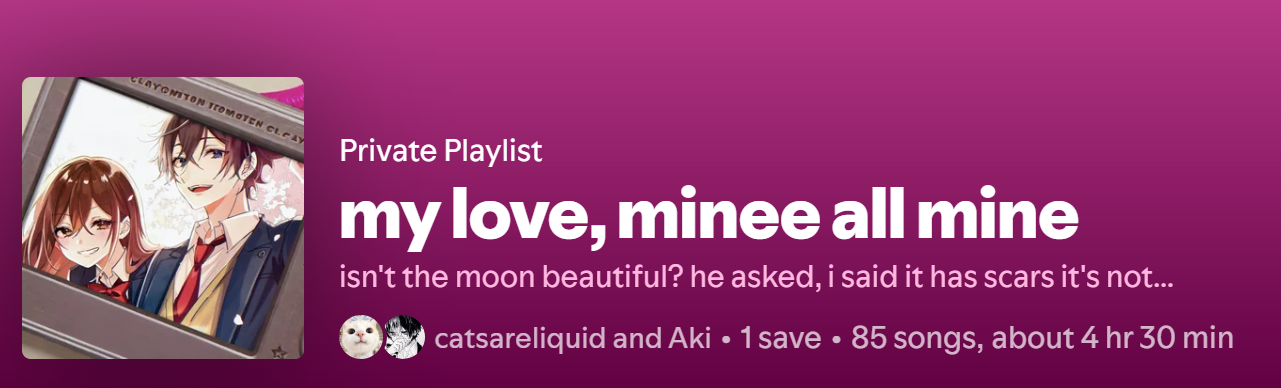 Private Playlist
my love, minee all mine
isn't the moon beautiful? he asked, i said it has scars it's not...
catsareliquid and Aki • 1 save • 85 songs, about 4 hr 30 min